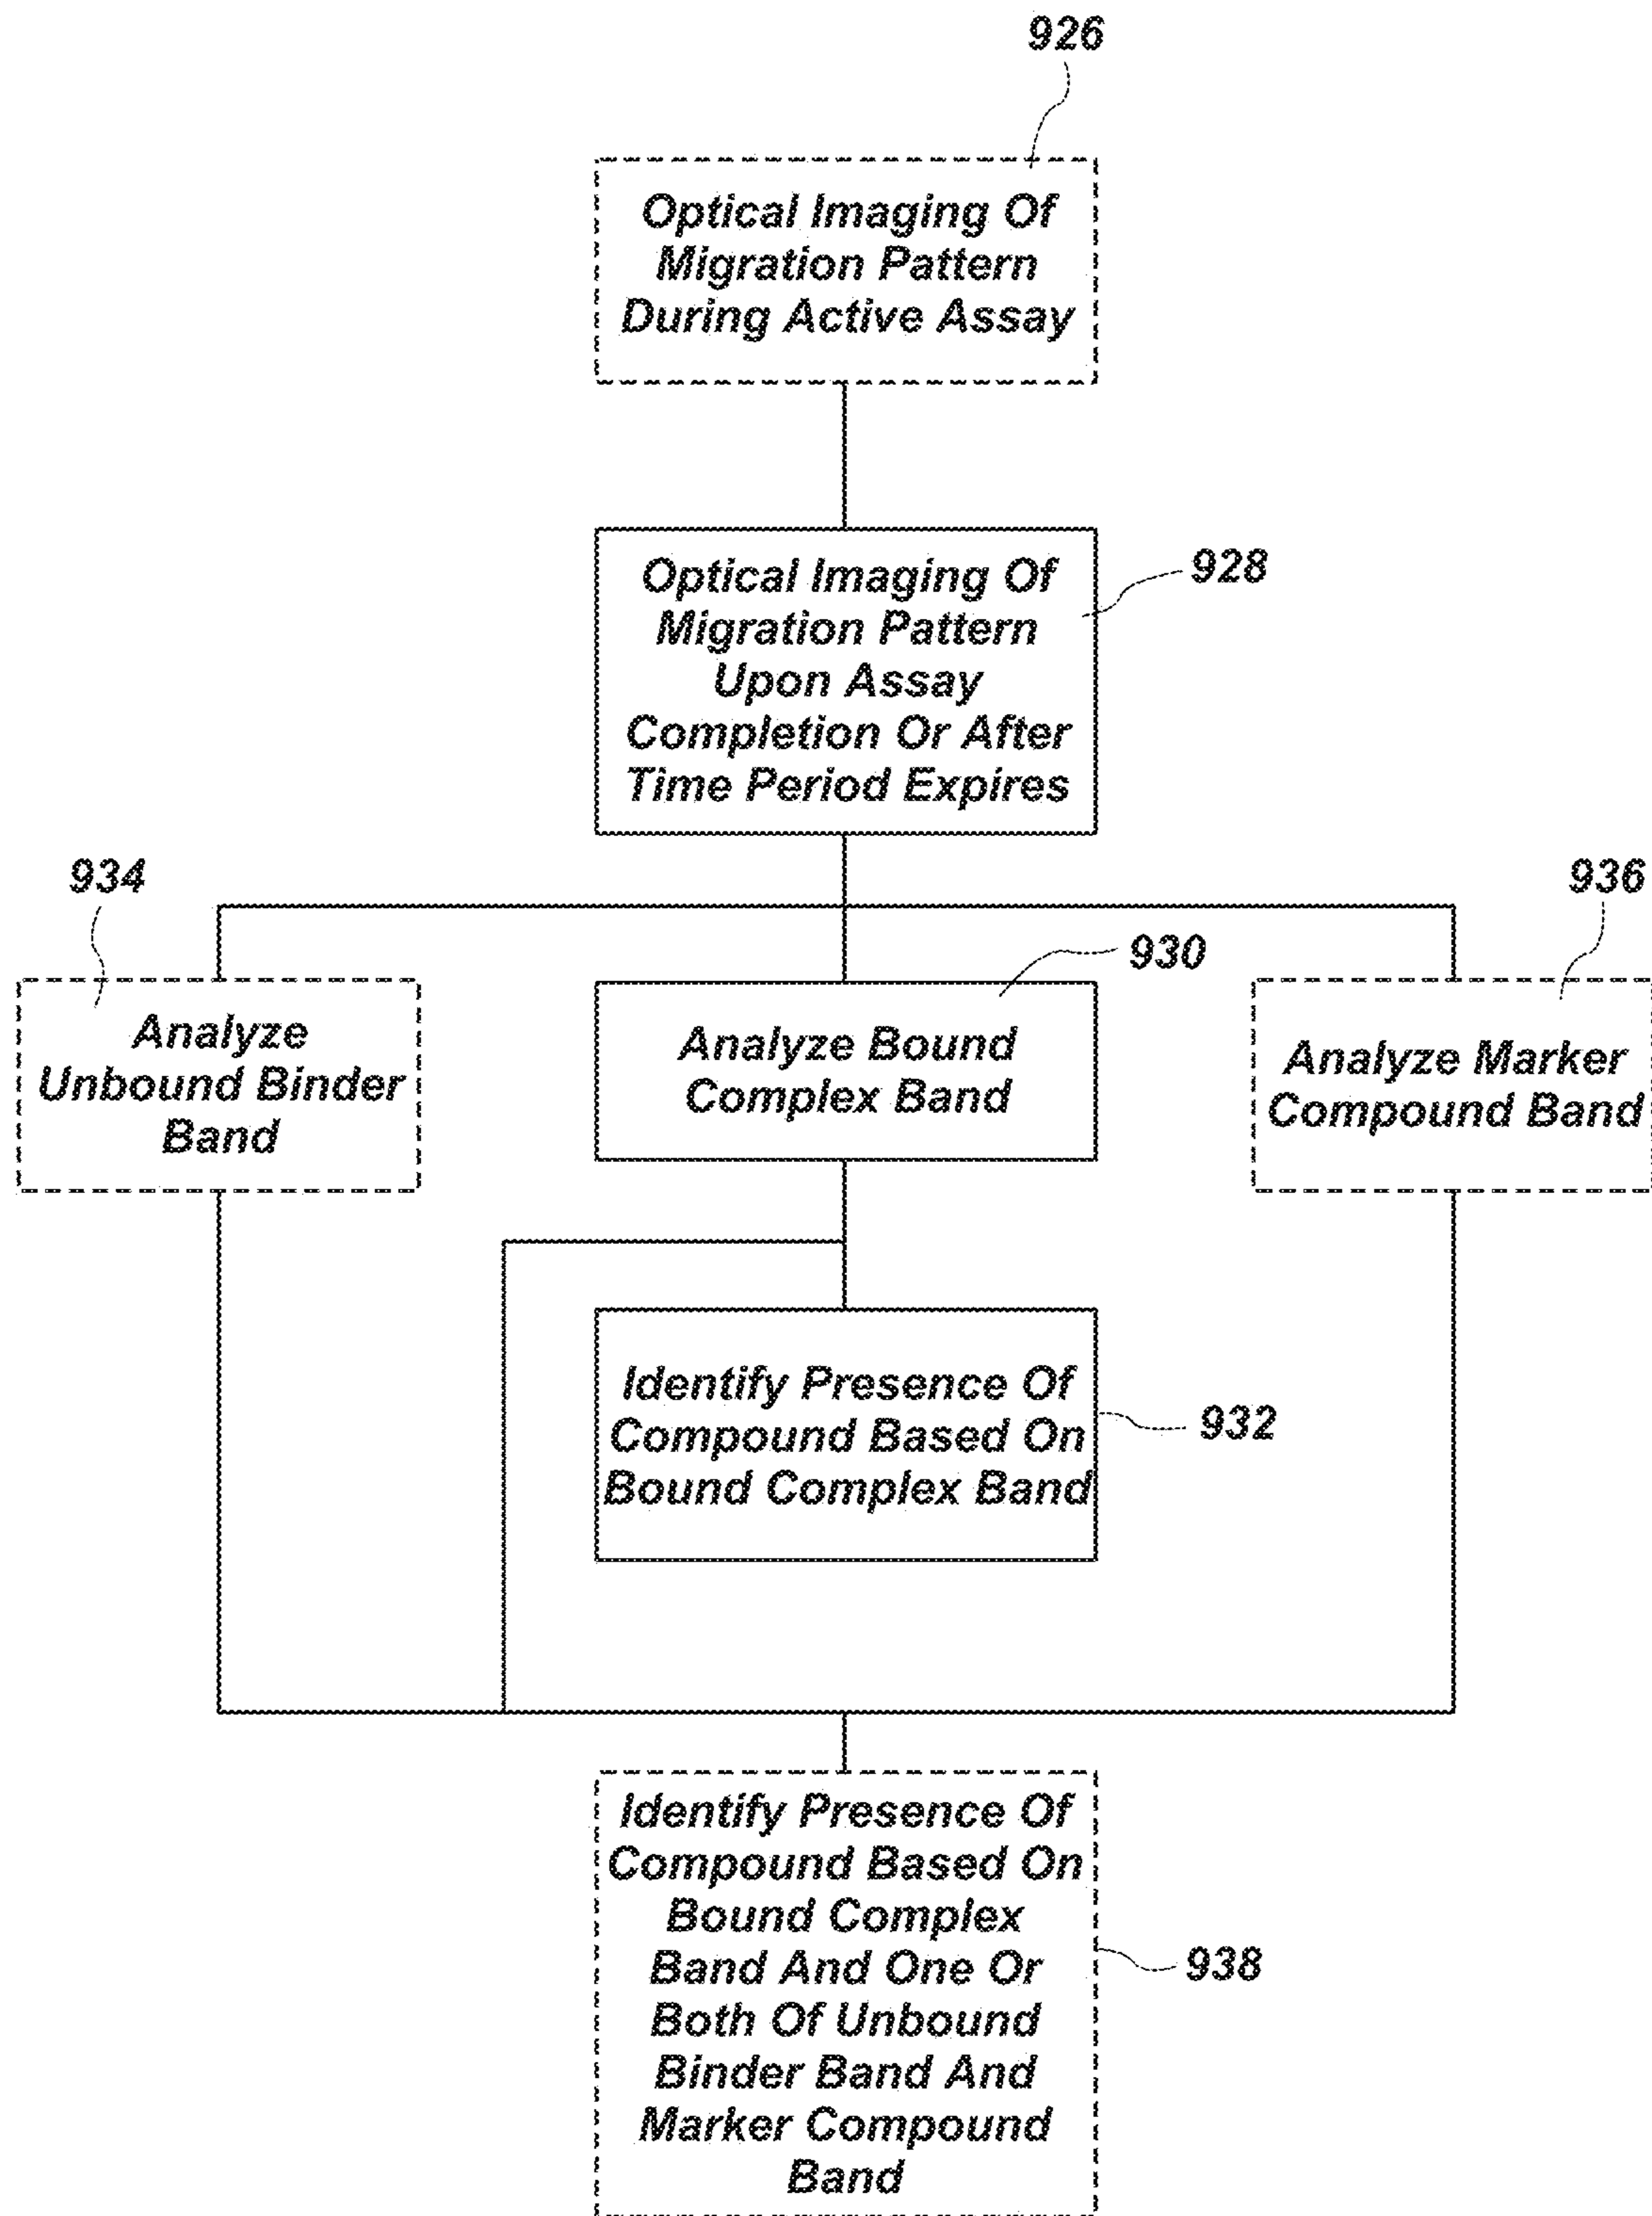 926
Optical Imaging Of
Migration Pattern
During Active Assay
Optical Imaging Of
Migration Pattern
Upon Assay
Completion Or After
Time Period Expires
928
934
936
930
Analyze
Unbound Binder
Band
Analyze Bound
Complex Band
Analyze Marker
Compound Band
Identify Presence Of
Compound Based On
Bound Complex Band
932
Identify Presence Of
Compound Based On
Bound Complex
Band And One Or
Both Of Unbound
Binder Band And
Marker Compound
Band
938